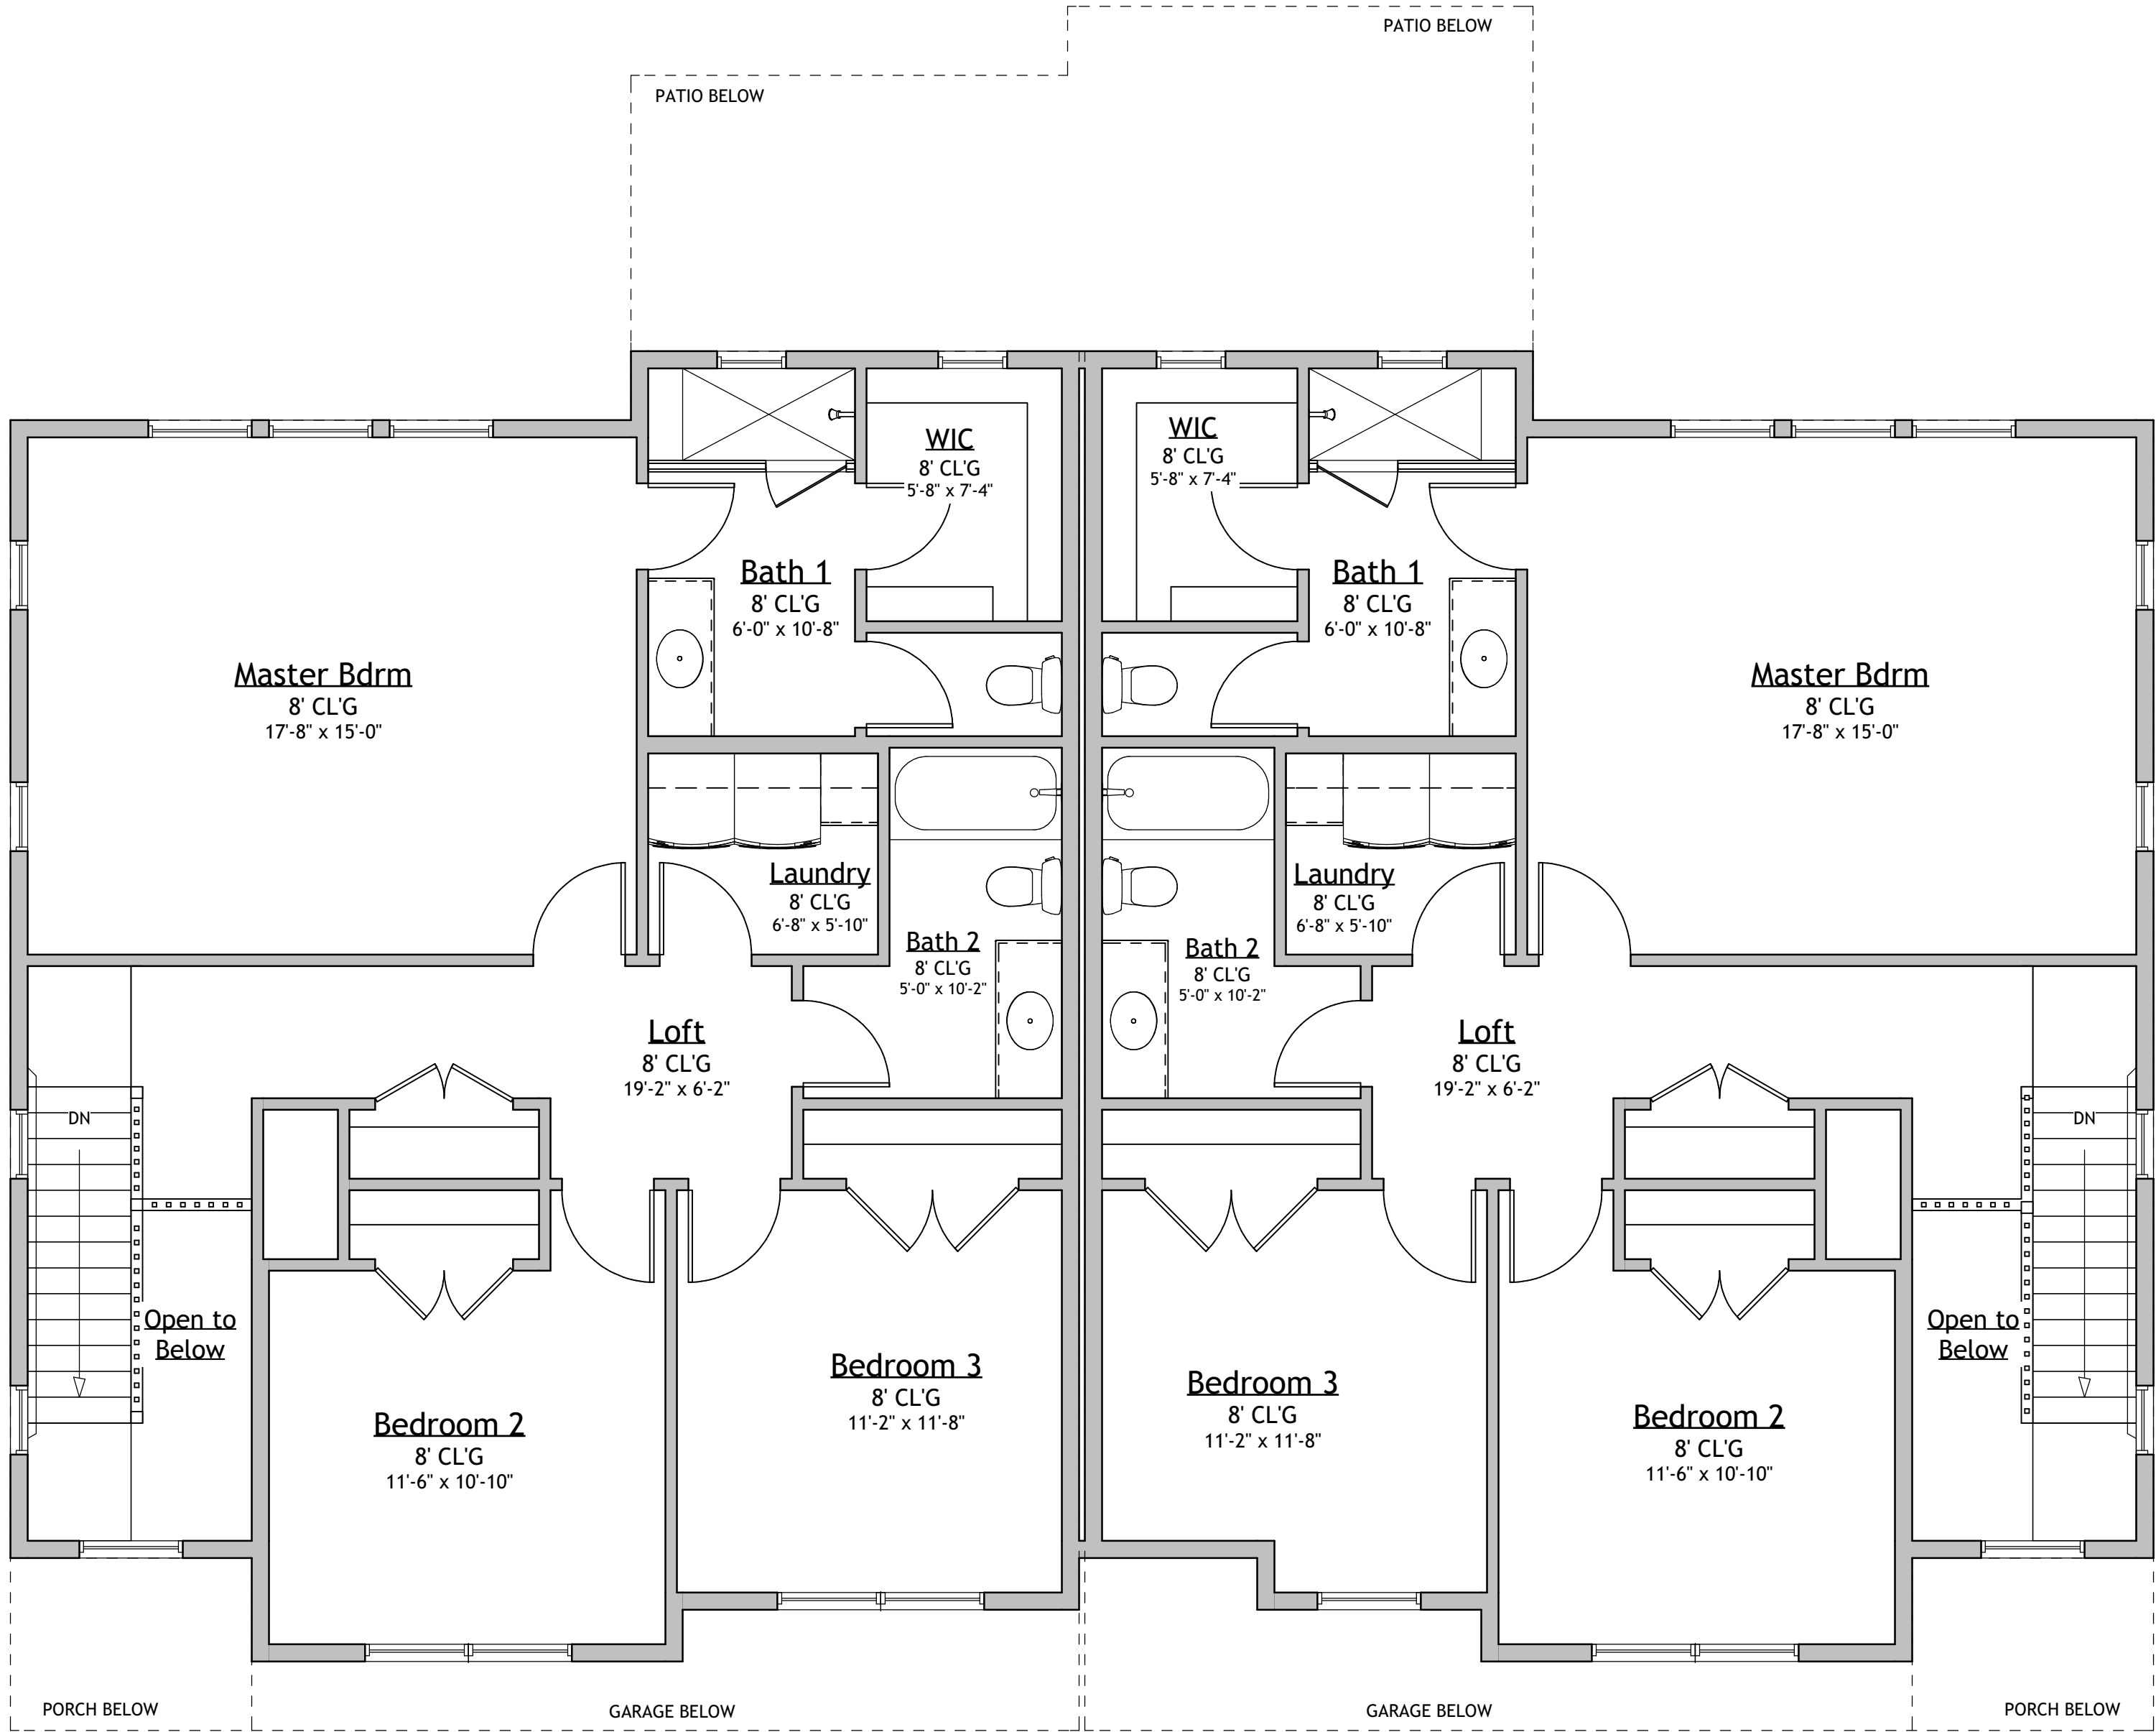 PATIO BELOW
PATIO BELOW
WIC
8' CL'G
5'-8" x 7'-4"
WIC
8' CL'G
5'-8" x 7'-4"
Bath 1
8' CL'G
6'-0" x 10'-8"
Bath 1
8' CL'G
6'-0" x 10'-8"
Master Bdrm
8' CL'G
17'-8" x 15'-0"
Master Bdrm
8' CL'G
17'-8" x 15'-0"
Laundry
8' CL'G
6'-8" x 5'-10"
Laundry
8' CL'G
6'-8" x 5'-10"
Bath 2
8' CL'G
5'-0" x 10'-2"
Bath 2
8' CL'G
5'-0" x 10'-2"
Loft
8' CL'G
19'-2" x 6'-2"
Loft
8' CL'G
19'-2" x 6'-2"
DN
DN
Open to
Below
Bedroom 2
8' CL'G
11'-6" x 10'-10"
Bedroom 3
8' CL'G
11'-2" x 11'-8"
Bedroom 3
8' CL'G
11'-2" x 11'-8"
Bedroom 2
8' CL'G
11'-6" x 10'-10"
Open to
Below
PORCH BELOW
GARAGE BELOW
GARAGE BELOW
PORCH BELOW